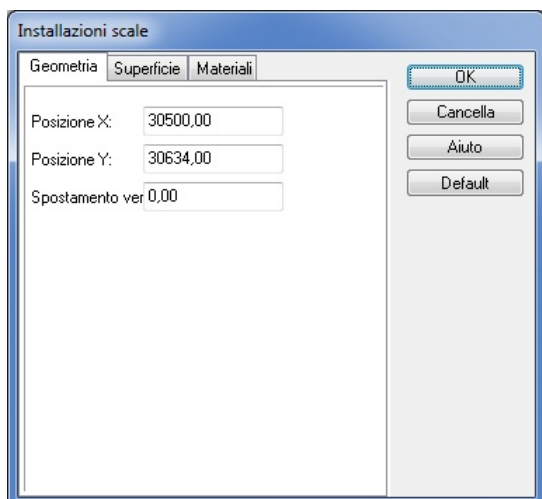 Installazioni scale
Geometria Superficie Materiali
OK
Cancella
Aiuto
Default
Posizione X: 30500,00
Posizione Y: 30634,00
Spostamento ver 0,00